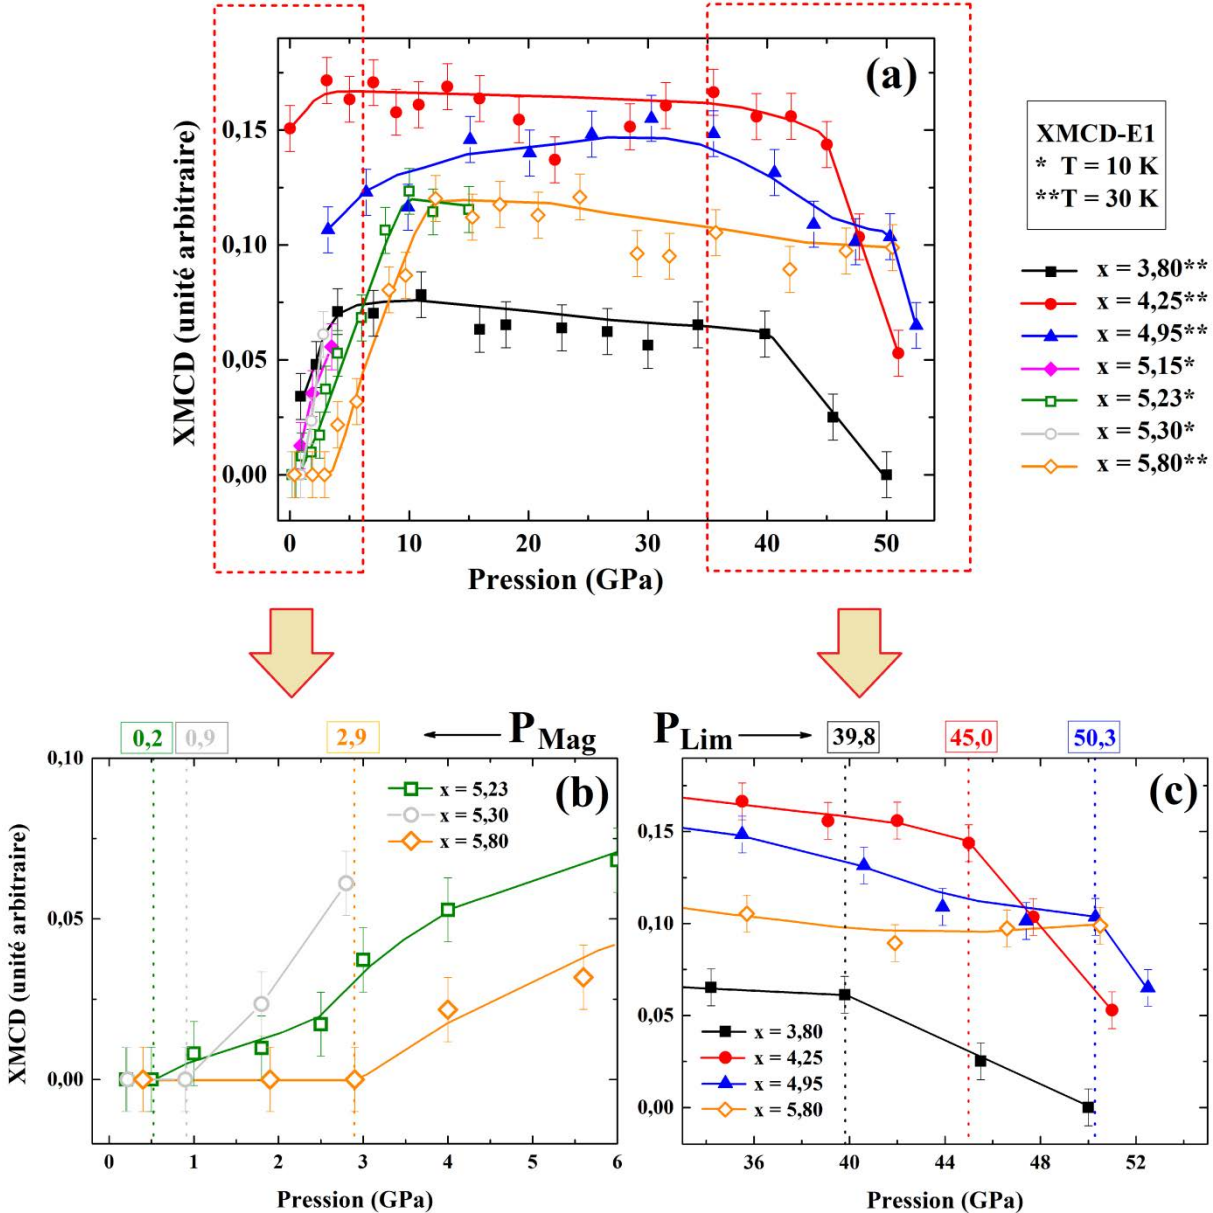 (a)
XMCD (unité arbitraire)
0,15
0,10
0,05
0,00
0 10 20 30 40 50
Pression (GPa)
XMCD-E1
* T = 10 K
**T = 30 K
x = 3,80**
x = 4,25**
x = 4,95**
x = 5,15*
x = 5,23*
x = 5,30*
x = 5,80**
0,2 0,9 2,9 P Mag
(b)
XMCD (unité arbitraire)
0,10
0,05
0,00
x = 5,23
x = 5,30
x = 5,80
0 1 2 3 4 5 6
Pression (GPa)
P Lim 39,8 45,0 50,3
(c)
0,15
0,10
0,05
0,00
x = 3,80
x = 4,25
x = 4,95
x = 5,80
36 40 44 48 52
Pression (GPa)